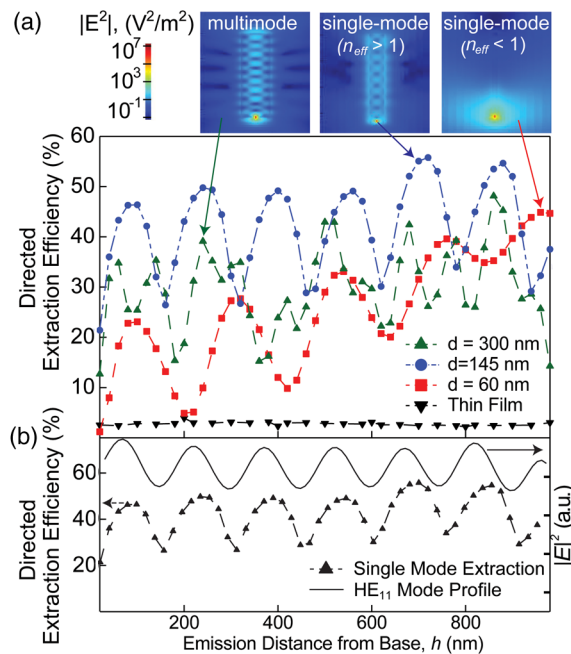 (a)
|E²|, (V²/m²)
10⁷
10³
10⁻¹
multimode
single-mode
(n_eff > 1)
single-mode
(n_eff < 1)
Directed
Extraction Efficiency (%)
60
50
40
30
20
10
d = 300 nm
d=145 nm
d = 60 nm
Thin Film
(b)
Directed
Extraction Efficiency (%)
60
40
20
|E|² (a.u.)
Single Mode Extraction
HE₁₁ Mode Profile
200
400
600
800
Emission Distance from Base, h (nm)